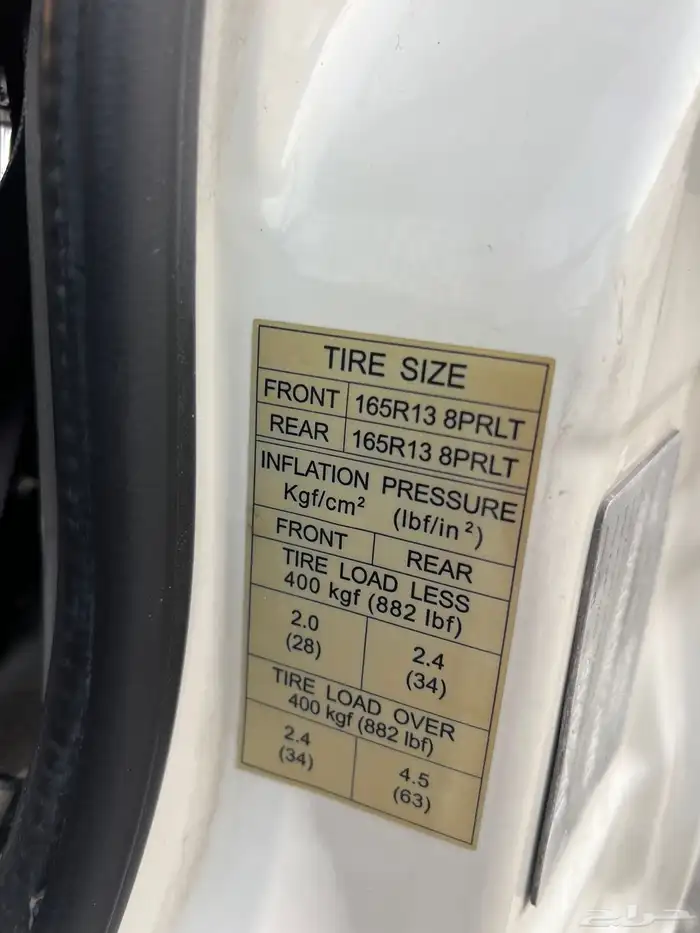 TIRE SIZE
FRONT 165R13 8PRLT
REAR 165R13 8PRLT
INFLATION PRESSURE
Kgf/cm² (lbf/in²)
FRONT REAR
TIRE LOAD LESS
400 kgf (882 lbf)
2.0 2.4
(28) (34)
TIRE LOAD OVER
400 kgf (882 lbf)
2.4 4.5
(34) (63)
حراج